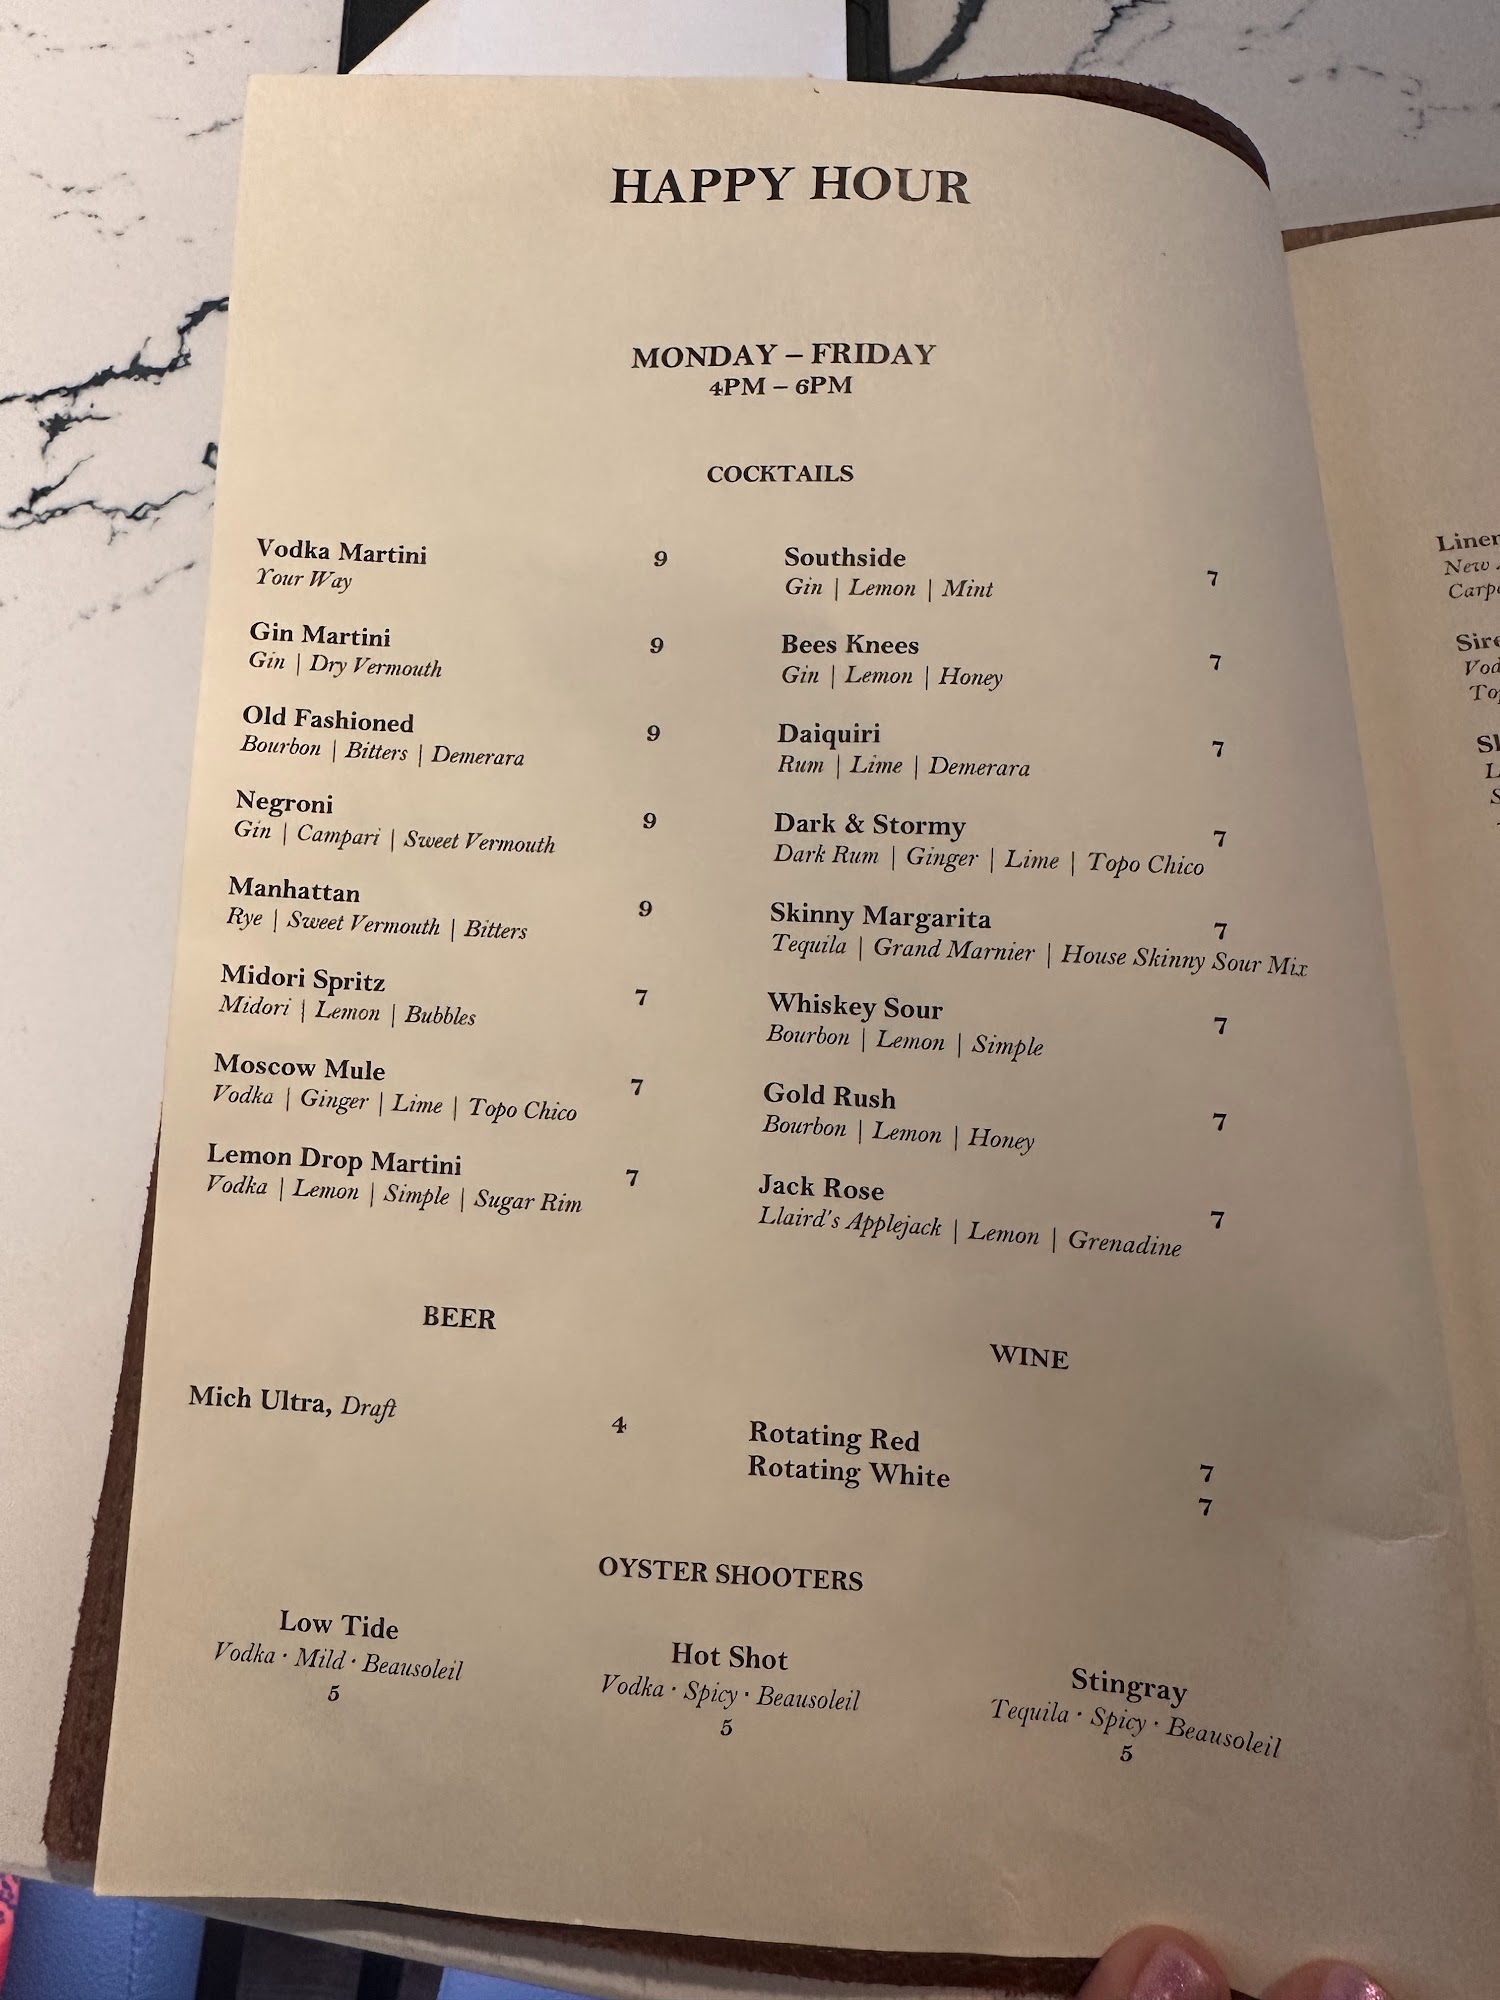 HAPPY HOUR
MONDAY – FRIDAY
4PM – 6PM
COCKTAILS
Vodka Martini 9
Your Way
Gin Martini 9
Gin | Dry Vermouth
Old Fashioned 9
Bourbon | Bitters | Demerara
Negroni 9
Gin | Campari | Sweet Vermouth
Manhattan 9
Rye | Sweet Vermouth | Bitters
Midori Spritz 7
Midori | Lemon | Bubbles
Moscow Mule 7
Vodka | Ginger | Lime | Topo Chico
Lemon Drop Martini 7
Vodka | Lemon | Simple | Sugar Rim
Southside 7
Gin | Lemon | Mint
Bees Knees 7
Gin | Lemon | Honey
Daiquiri 7
Rum | Lime | Demerara
Dark & Stormy 7
Dark Rum | Ginger | Lime | Topo Chico
Skinny Margarita 7
Tequila | Grand Marnier | House Skinny Sour Mix
Whiskey Sour 7
Bourbon | Lemon | Simple
Gold Rush 7
Bourbon | Lemon | Honey
Jack Rose 7
Llaird's Applejack | Lemon | Grenadine
BEER
Mich Ultra, Draft 4
WINE
Rotating Red 7
Rotating White 7
OYSTER SHOOTERS
Low Tide
Vodka · Mild · Beausoleil
5
Hot Shot
Vodka · Spicy · Beausoleil
5
Stingray
Tequila · Spicy · Beausoleil
5
New